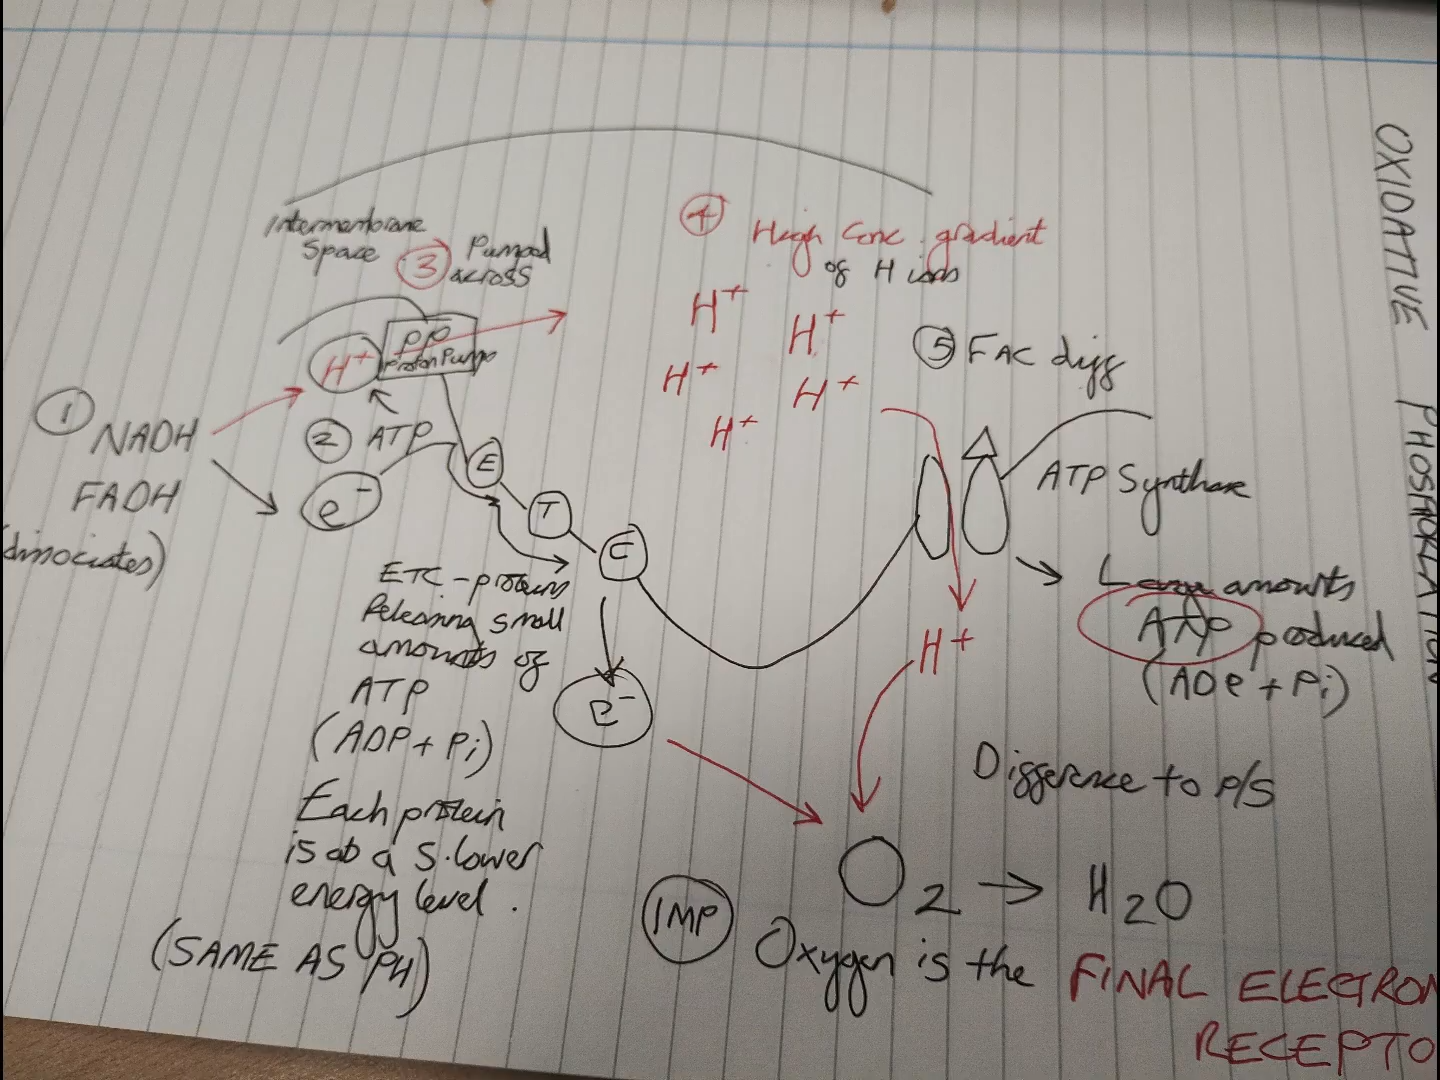 OXIDATIVE PHOSPHORLATION
Intermembrane
Space
3 Pumped
across
4 High conc. gradient
of H ions
H+
H+
H+
H+
H+
PP
Proton Pump
H+
5 FAC diff
1 NADH
FADH
(dissociates)
2 ATP
e-
E
T
C
ATP Synthase
ETC - proteins
Releasing small
amounts of
ATP
(ADP + Pi)
e-
H+
Large amounts
ATP produced
(ADP + Pi)
Each protein
is at a S. lower
energy level.
(SAME AS PH)
Difference to P/S
O2 → H2O
IMP Oxygen is the FINAL ELECTRON
RECEPTO